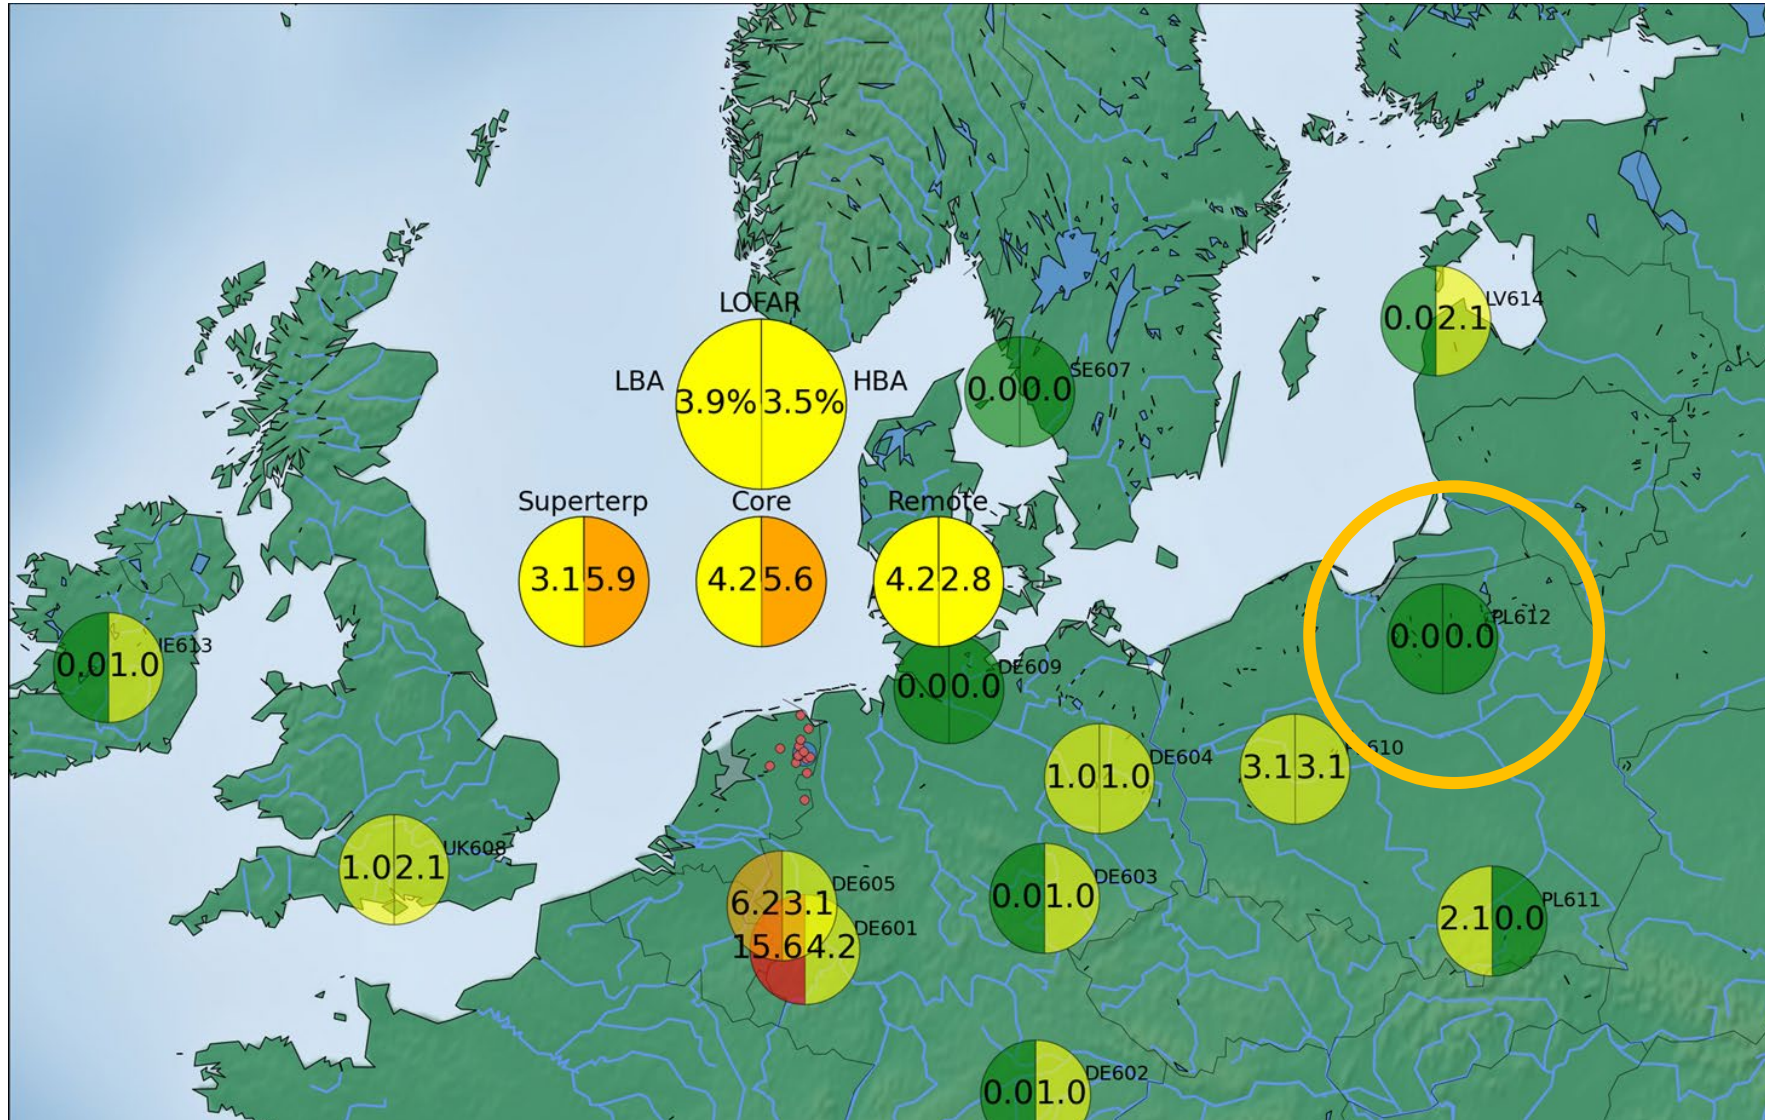 LOFAR
LBA
HBA
3.9% 3.5%
Superterp
3.1 5.9
Core
4.2 5.6
Remote
4.2 2.8
LV614
0.0 2.1
SE607
0.0 0.0
PL612
0.0 0.0
IE613
0.0 1.0
DE609
0.0 0.0
DE604
1.0 1.0
3.1 3.1
610
UK608
1.0 2.1
DE605
6.2 3.1
DE601
15.6 4.2
DE603
0.0 1.0
PL611
2.1 0.0
DE602
0.0 1.0